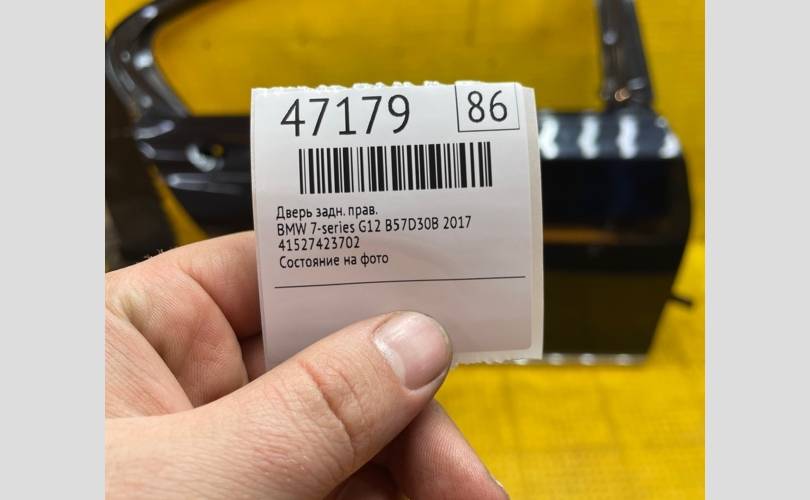 47179 86
Дверь задн. прав.
BMW 7-series G12 B57D30B 2017
41527423702
Состояние на фото